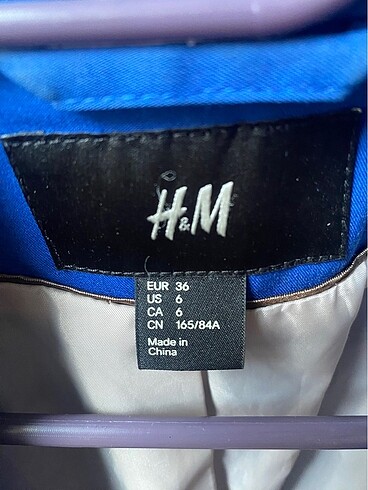 H&M
EUR 36
US 6
CA 6
CN 165/84A
Made in
China